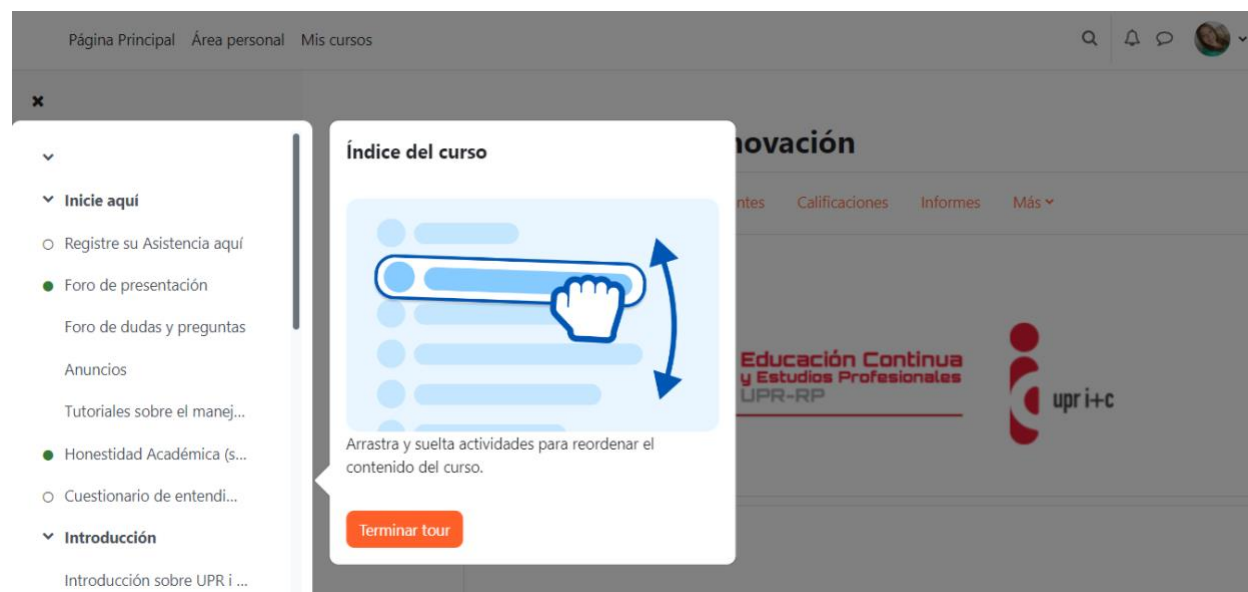 Página Principal Área personal Mis cursos
Índice del curso
Inicie aquí
Registre su Asistencia aquí
Foro de presentación
Foro de dudas y preguntas
Anuncios
Tutoriales sobre el manej...
Honestidad Académica (s...
Cuestionario de entendi...
Introducción
Introducción sobre UPR i ...
Arrastra y suelta actividades para reordenar el
contenido del curso.
Terminar tour
Calificaciones Informes Más
Educación Continua
y Estudios Profesionales
UPR-RP
upr i+c